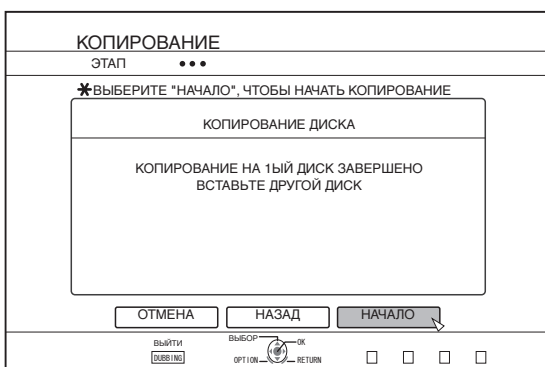 КОПИРОВАНИЕ
ЭТАП
ВЫБЕРИТЕ "НАЧАЛО", ЧТОБЫ НАЧАТЬ КОПИРОВАНИЕ
КОПИРОВАНИЕ ДИСКА
КОПИРОВАНИЕ НА 1ЫЙ ДИСК ЗАВЕРШЕНО
ВСТАВЬТЕ ДРУГОЙ ДИСК
ОТМЕНА НАЗАД НАЧАЛО
ВЫЙТИ ВЫБОР OK
DUBBING OPTION RETURN